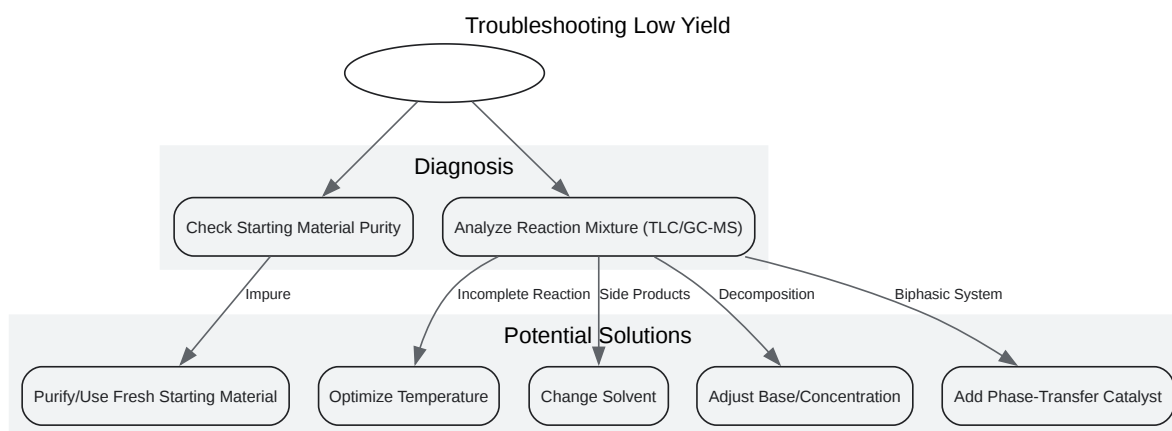 Troubleshooting Low Yield
Diagnosis
Check Starting Material Purity
Analyze Reaction Mixture (TLC/GC-MS)
Impure
Incomplete Reaction
Side Products
Decomposition
Biphasic System
Potential Solutions
Purify/Use Fresh Starting Material
Optimize Temperature
Change Solvent
Adjust Base/Concentration
Add Phase-Transfer Catalyst